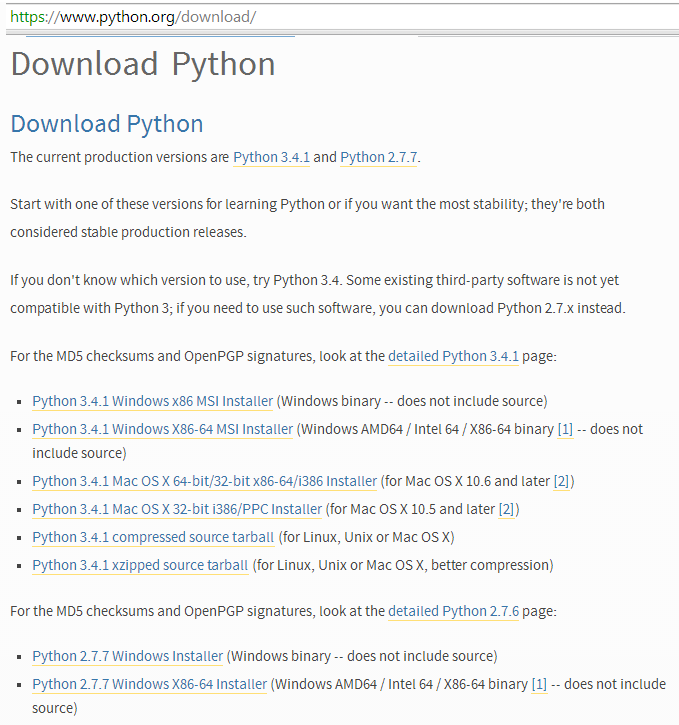 https://www.python.org/download/
Download Python
Download Python
The current production versions are Python 3.4.1 and Python 2.7.7.
Start with one of these versions for learning Python or if you want the most stability; they're both
considered stable production releases.
If you don't know which version to use, try Python 3.4. Some existing third-party software is not yet
compatible with Python 3; if you need to use such software, you can download Python 2.7.x instead.
For the MD5 checksums and OpenPGP signatures, look at the detailed Python 3.4.1 page:
Python 3.4.1 Windows x86 MSI Installer (Windows binary -- does not include source)
Python 3.4.1 Windows X86-64 MSI Installer (Windows AMD64 / Intel 64 / X86-64 binary [1] -- does not
include source)
Python 3.4.1 Mac OS X 64-bit/32-bit x86-64/i386 Installer (for Mac OS X 10.6 and later [2])
Python 3.4.1 Mac OS X 32-bit i386/PPC Installer (for Mac OS X 10.5 and later [2])
Python 3.4.1 compressed source tarball (for Linux, Unix or Mac OS X)
Python 3.4.1 xzipped source tarball (for Linux, Unix or Mac OS X, better compression)
For the MD5 checksums and OpenPGP signatures, look at the detailed Python 2.7.6 page:
Python 2.7.7 Windows Installer (Windows binary -- does not include source)
Python 2.7.7 Windows X86-64 Installer (Windows AMD64 / Intel 64 / X86-64 binary [1] -- does not include
source)